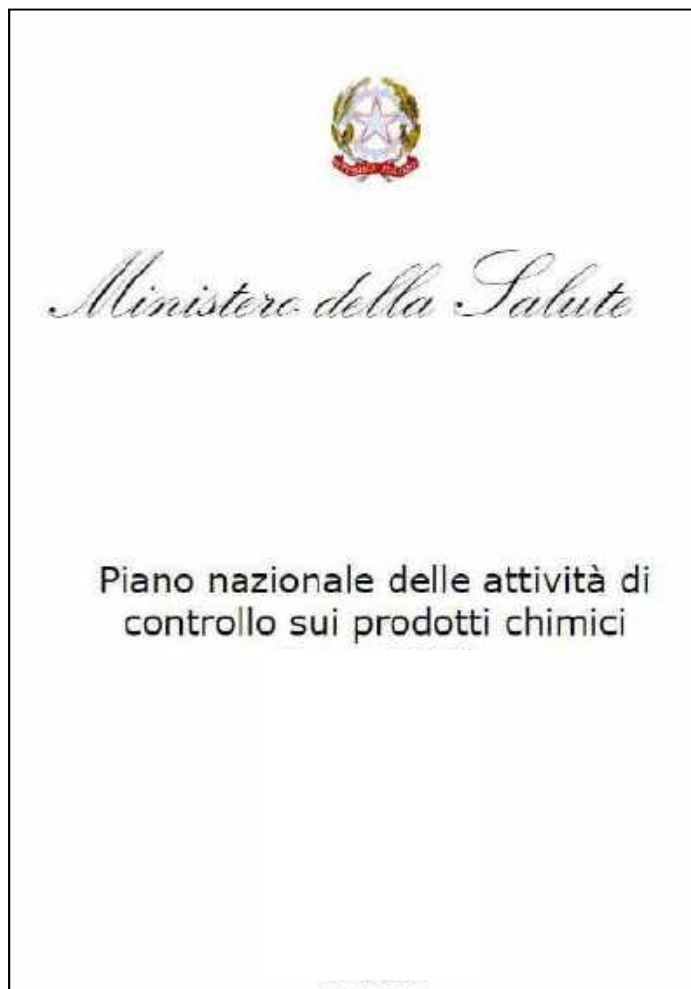 Ministero della Salute
Piano nazionale delle attività di
controllo sui prodotti chimici